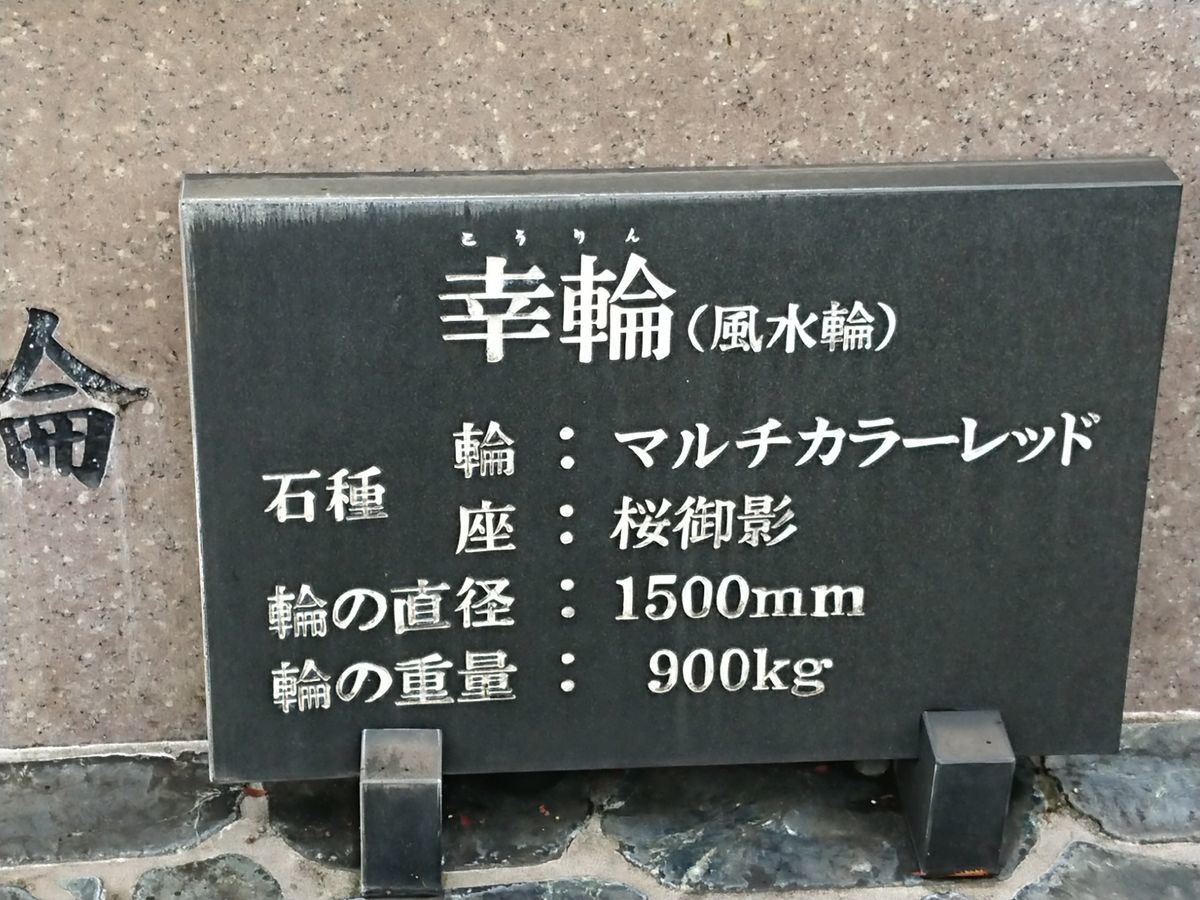 こうりん
幸輪(風水輪)
石種 輪：マルチカラーレッド
座：桜御影
輪の直径：1500mm
輪の重量：900kg